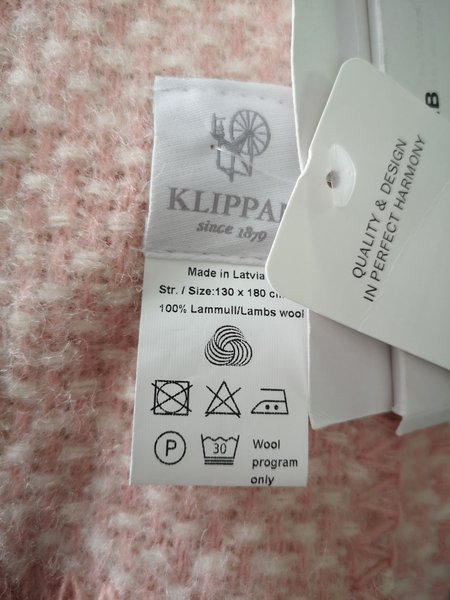 KLIPPAN
since 1879
Made in Latvia
Str. / Size:130 x 180 cm
100% Lammull/Lambs wool
P
30
Wool
program
only
QUALITY & DESIGN
IN PERFECT HARMONY
B